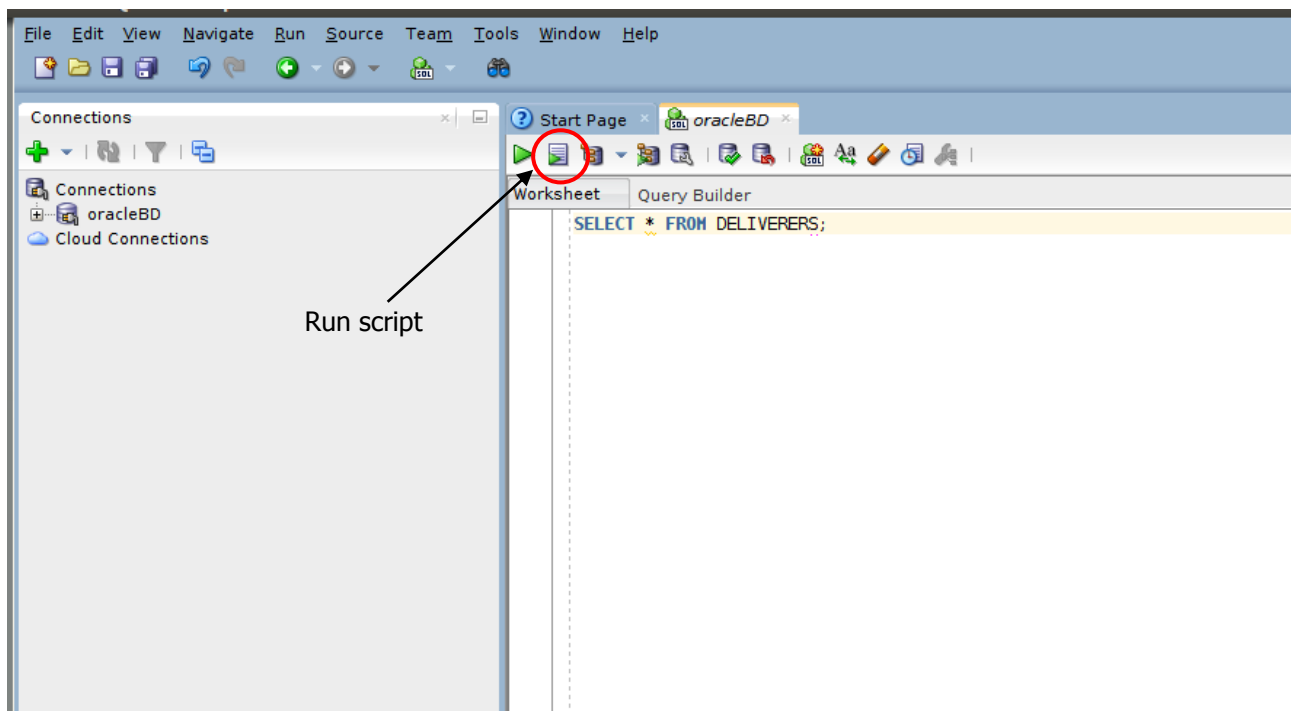 File Edit View Navigate Run Source Team Tools Window Help
Connections
Start Page
oracleBD
Connections
oracleBD
Cloud Connections
Worksheet Query Builder
SELECT * FROM DELIVERERS;
Run script